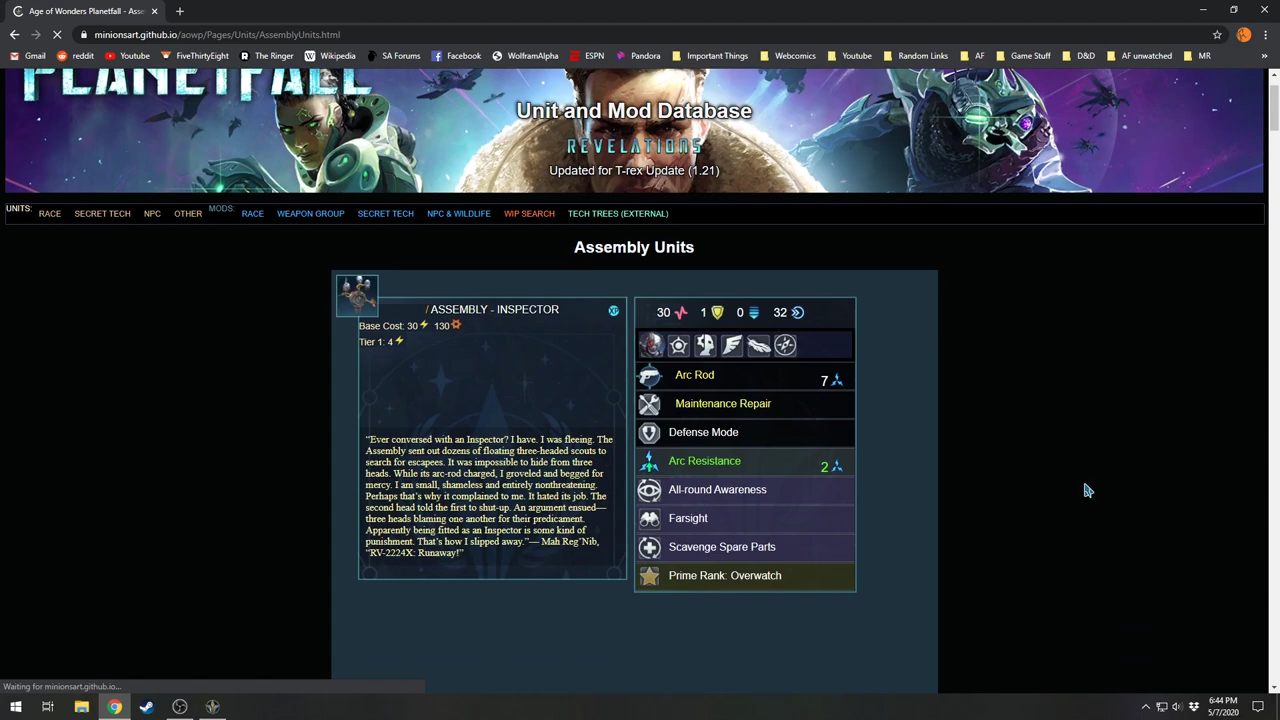 Age of Wonders Planetfall - Asse
minionsart.github.io/aowp/Pages/Units/AssemblyUnits.html
Gmail reddit Youtube FiveThirtyEight The Ringer Wikipedia SA Forums Facebook WolframAlpha ESPN Pandora Important Things Webcomics Youtube Random Links AF Game Stuff D&D AF unwatched MR
PLANETFALL
Unit and Mod Database
REVELATIONS
Updated for T-rex Update (1.21)
UNITS: RACE SECRET TECH NPC OTHER MODS: RACE WEAPON GROUP SECRET TECH NPC & WILDLIFE WIP SEARCH TECH TREES (EXTERNAL)
Assembly Units
/ ASSEMBLY - INSPECTOR
XP
Base Cost: 30 130
Tier 1: 4
“Ever conversed with an Inspector? I have. I was fleeing. The
Assembly sent out dozens of floating three-headed scouts to
search for escapees. It was impossible to hide from three
heads. While its arc-rod charged, I groveled and begged for
mercy. I am small, shameless and entirely nonthreatening.
Perhaps that’s why it complained to me. It hated its job. The
second head told the first to shut-up. An argument ensued—
three heads blaming one another for their predicament.
Apparently being fitted as an Inspector is some kind of
punishment. That’s how I slipped away.”— Mah Reg’Nib,
“RV-2224X: Runaway!”
30 1 0 32
Arc Rod 7
Maintenance Repair
Defense Mode
Arc Resistance 2
All-round Awareness
Farsight
Scavenge Spare Parts
Prime Rank: Overwatch
Waiting for minionsart.github.io...
6:44 PM
5/7/2020